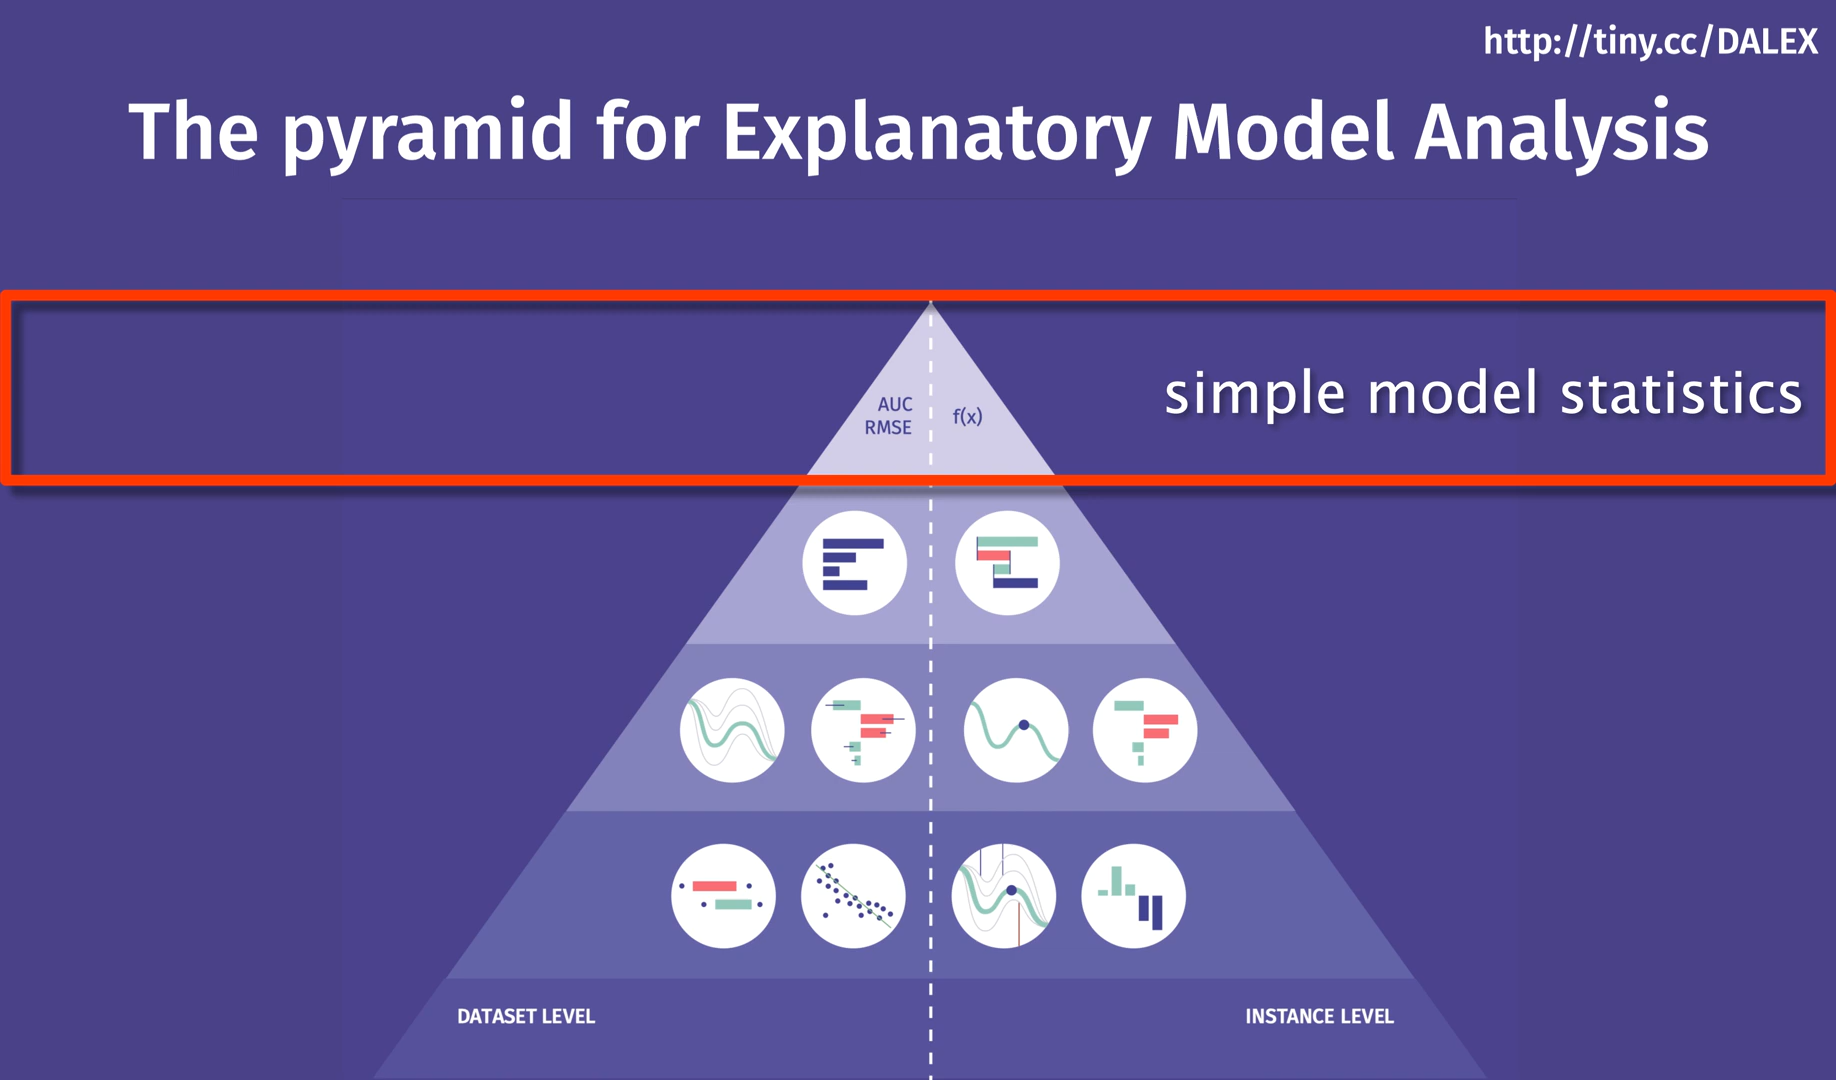 http://tiny.cc/DALEX
The pyramid for Explanatory Model Analysis
simple model statistics
AUC
RMSE
f(x)
DATASET LEVEL
INSTANCE LEVEL